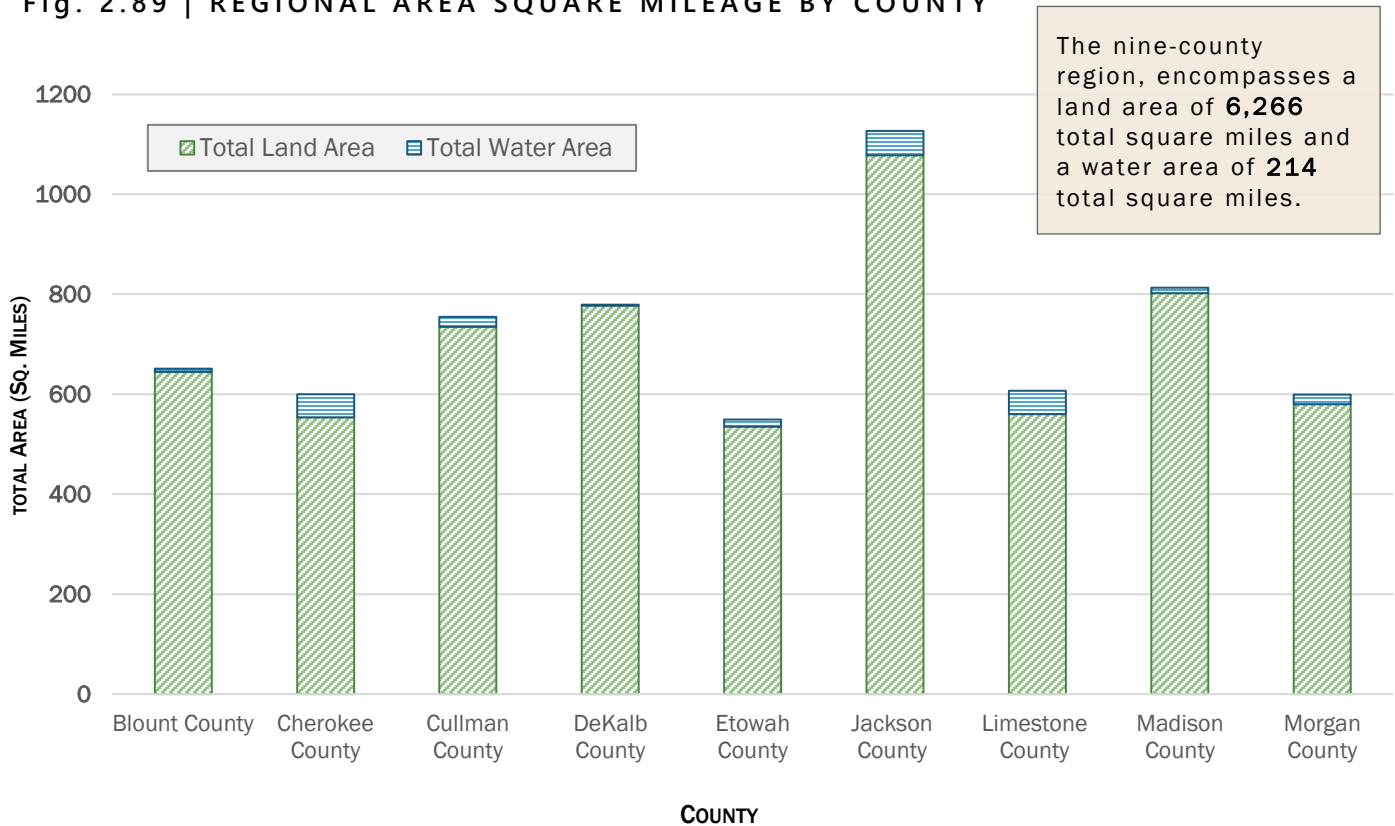 Fig. 2.89 | REGIONAL AREA SQUARE MILEAGE BY COUNTY
The nine-county
region, encompasses a
land area of 6,266
total square miles and
a water area of 214
total square miles.
Total Land Area Total Water Area
TOTAL AREA (SQ. MILES)
1200
1000
800
600
400
200
0
Blount County
Cherokee
County
Cullman
County
DeKalb
County
Etowah
County
Jackson
County
Limestone
County
Madison
County
Morgan
County
COUNTY